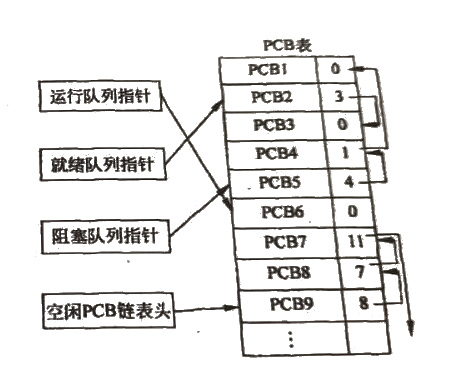 PCB表
PCB1 0
运行队列指针
PCB2 3
PCB3 0
就绪队列指针
PCB4 1
PCB5 4
PCB6 0
阻塞队列指针
PCB7 11
PCB8 7
空闲PCB链表头
PCB9 8
⋮